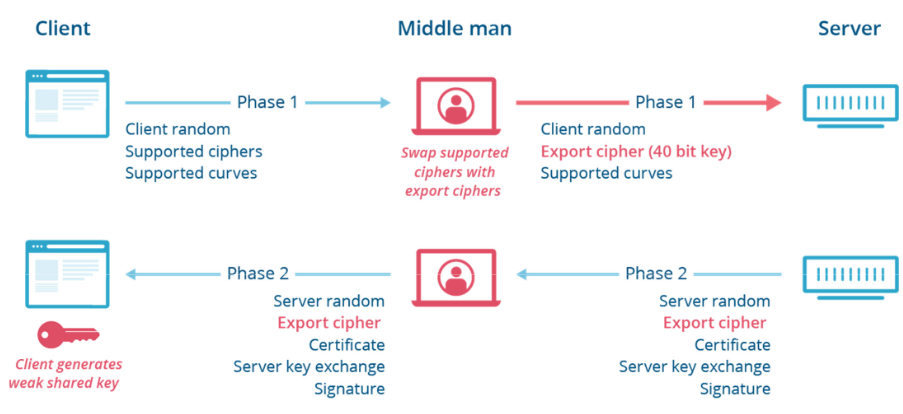 Client
Middle man
Server
Phase 1
Client random
Supported ciphers
Supported curves
Swap supported
ciphers with
export ciphers
Phase 1
Client random
Export cipher (40 bit key)
Supported curves
Phase 2
Server random
Export cipher
Certificate
Server key exchange
Signature
Phase 2
Server random
Export cipher
Certificate
Server key exchange
Signature
Client generates
weak shared key